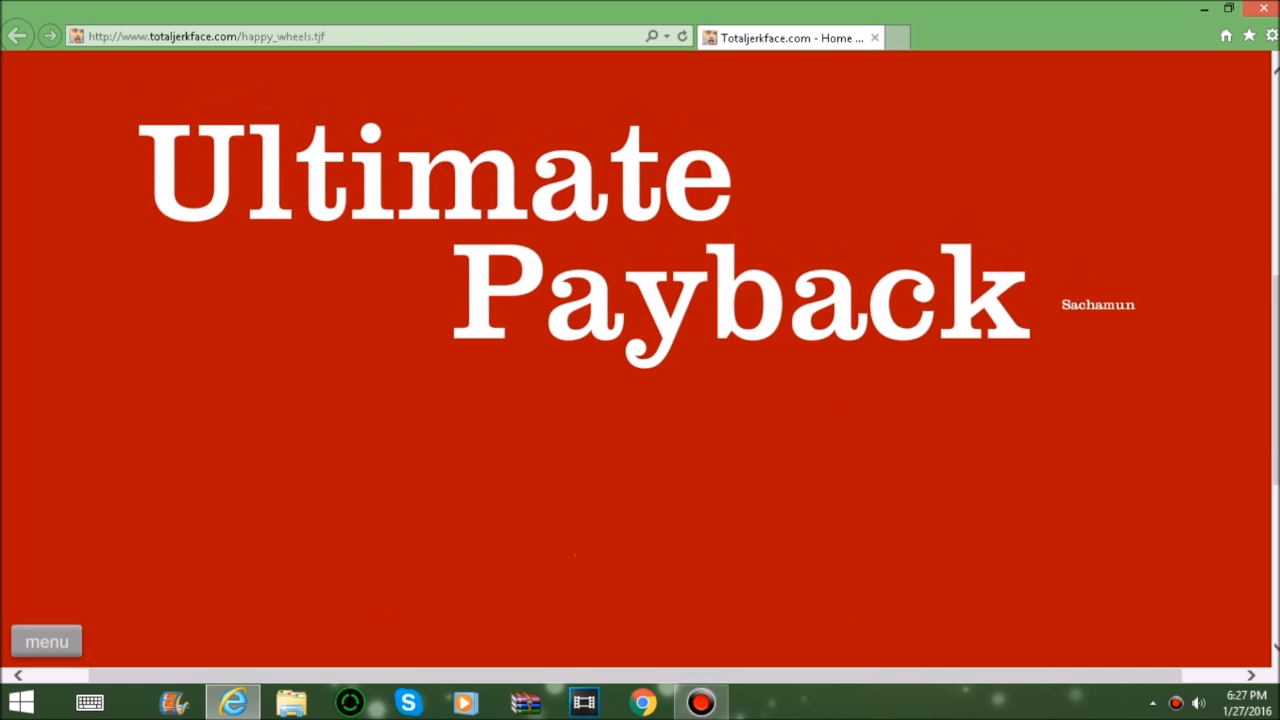 http://www.totaljerkface.com/happy_wheels.tjf
Totaljerkface.com - Home ...
Ultimate
Payback
Sachamun
menu
6:27 PM
1/27/2016